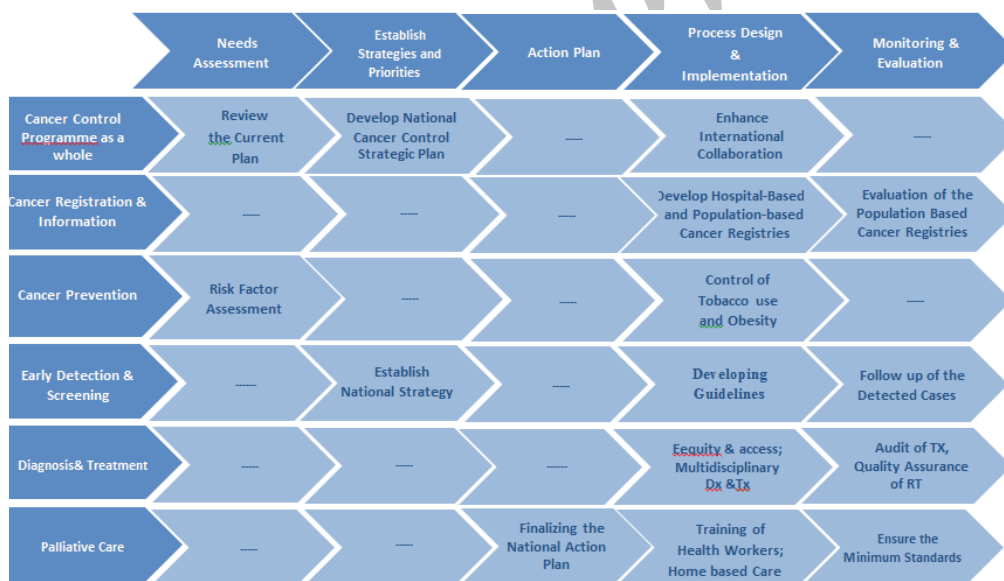 Needs
Assessment
Establish
Strategies and
Priorities
Action Plan
Process Design
&
Implementation
Monitoring &
Evaluation
Cancer Control
Programme as a
whole
Review
the Current
Plan
Develop National
Cancer Control
Strategic Plan
-----
Enhance
International
Collaboration
-----
Cancer Registration &
Information
-----
-----
-----
Develop Hospital-Based
and Population-based
Cancer Registries
Evaluation of the
Population Based
Cancer Registries
Cancer Prevention
Risk Factor
Assessment
-----
-----
Control of
Tobacco use
and Obesity
-----
Early Detection &
Screening
------
Establish
National Strategy
-----
Developing
Guidelines
Follow up of the
Detected Cases
Diagnosis& Treatment
-----
-----
------
Eequity & access;
Multidisciplinary
Dx &Tx
Audit of TX,
Quality Assurance
of RT
Palliative Care
-----
-----
Finalizing the
National Action
Plan
Training of
Health Workers;
Home based Care
Ensure the
Minimum Standards